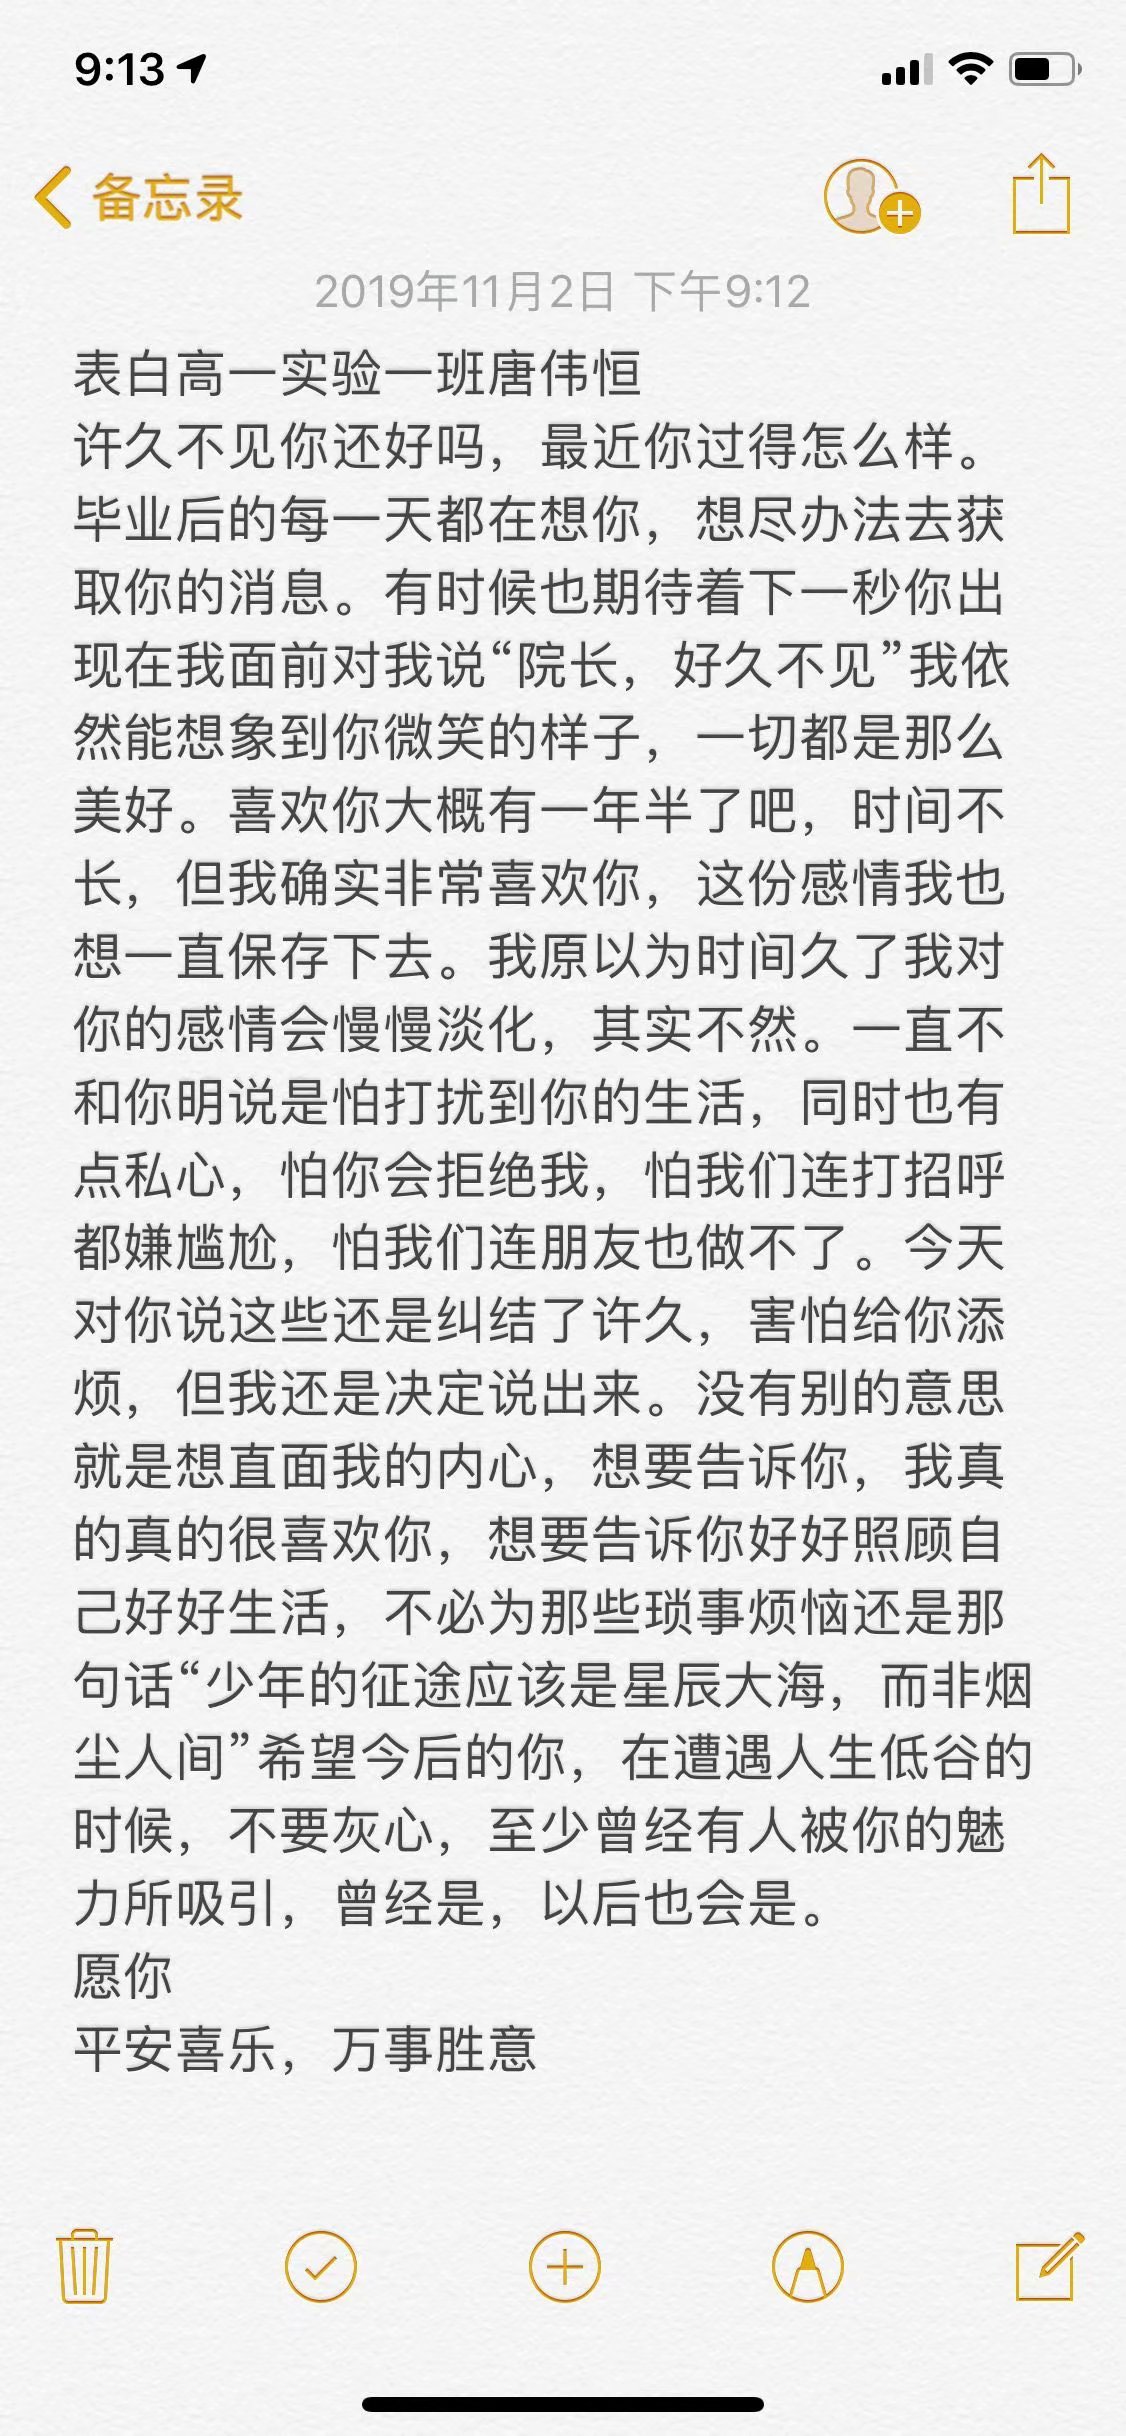 9:13
备忘录
2019年11月2日 下午9:12
表白高一实验一班唐伟恒
许久不见你还好吗，最近你过得怎么样。
毕业后的每一天都在想你，想尽办法去获
取你的消息。有时候也期待着下一秒你出
现在我面前对我说“院长，好久不见”我依
然能想象到你微笑的样子，一切都是那么
美好。喜欢你大概有一年半了吧，时间不
长，但我确实非常喜欢你，这份感情我也
想一直保存下去。我原以为时间久了我对
你的感情会慢慢淡化，其实不然。一直不
和你明说是怕打扰到你的生活，同时也有
点私心，怕你会拒绝我，怕我们连打招呼
都嫌尴尬，怕我们连朋友也做不了。今天
对你说这些还是纠结了许久，害怕给你添
烦，但我还是决定说出来。没有别的意思
就是想直面我的内心，想要告诉你，我真
的真的很喜欢你，想要告诉你好好照顾自
己好好生活，不必为那些琐事烦恼还是那
句话“少年的征途应该是星辰大海，而非烟
尘人间”希望今后的你，在遭遇人生低谷的
时候，不要灰心，至少曾经有人被你的魅
力所吸引，曾经是，以后也会是。
愿你
平安喜乐，万事胜意